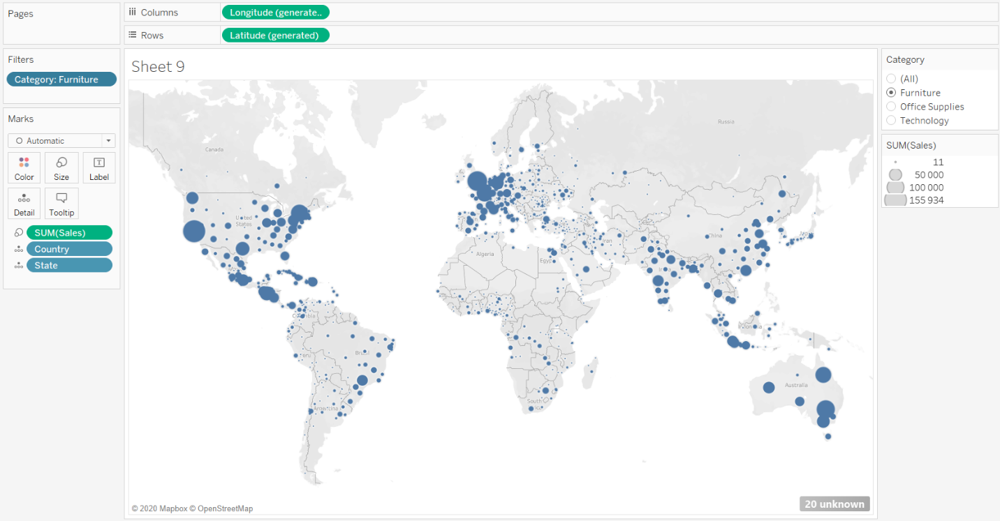 Pages
Columns
Longitude (generate..
Rows
Latitude (generated)
Filters
Category: Furniture
Marks
Automatic
Color
Size
Label
Detail
Tooltip
SUM(Sales)
Country
State
Sheet 9
Canada
United
States
Colombia
Peru
Brazil
Argentina
Algeria
Egypt
Iran
South
Russia
China
Indonesia
Australia
© 2020 Mapbox © OpenStreetMap
20 unknown
Category
(All)
Furniture
Office Supplies
Technology
SUM(Sales)
11
50 000
100 000
155 934